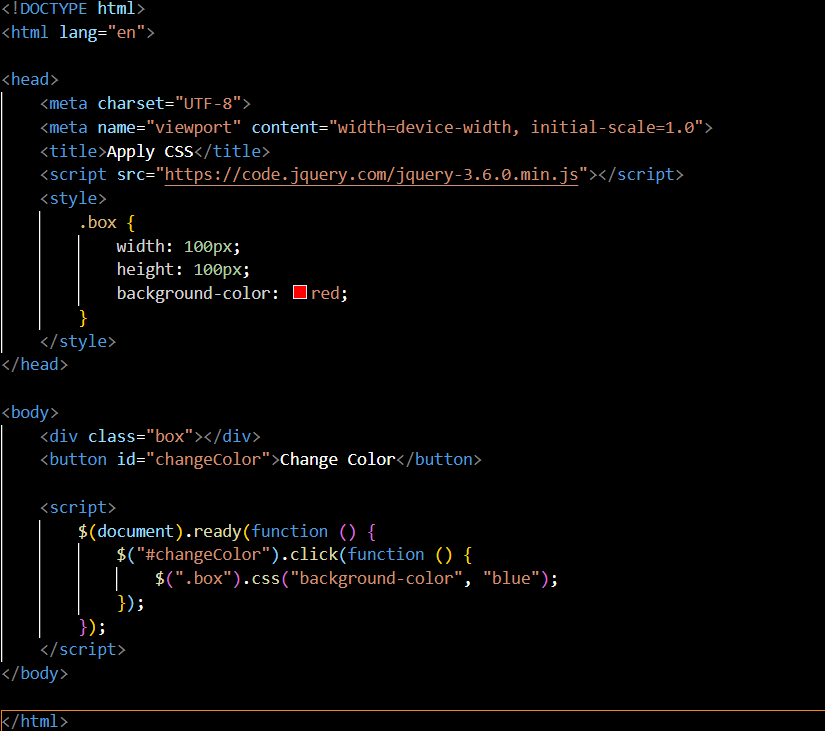 <!DOCTYPE html>
<html lang="en">
<head>
    <meta charset="UTF-8">
    <meta name="viewport" content="width=device-width, initial-scale=1.0">
    <title>Apply CSS</title>
    <script src="https://code.jquery.com/jquery-3.6.0.min.js"></script>
    <style>
        .box {
            width: 100px;
            height: 100px;
            background-color: red;
        }
    </style>
</head>
<body>
    <div class="box"></div>
    <button id="changeColor">Change Color</button>
    <script>
        $(document).ready(function () {
            $("#changeColor").click(function () {
                $(".box").css("background-color", "blue");
            });
        });
    </script>
</body>
</html>